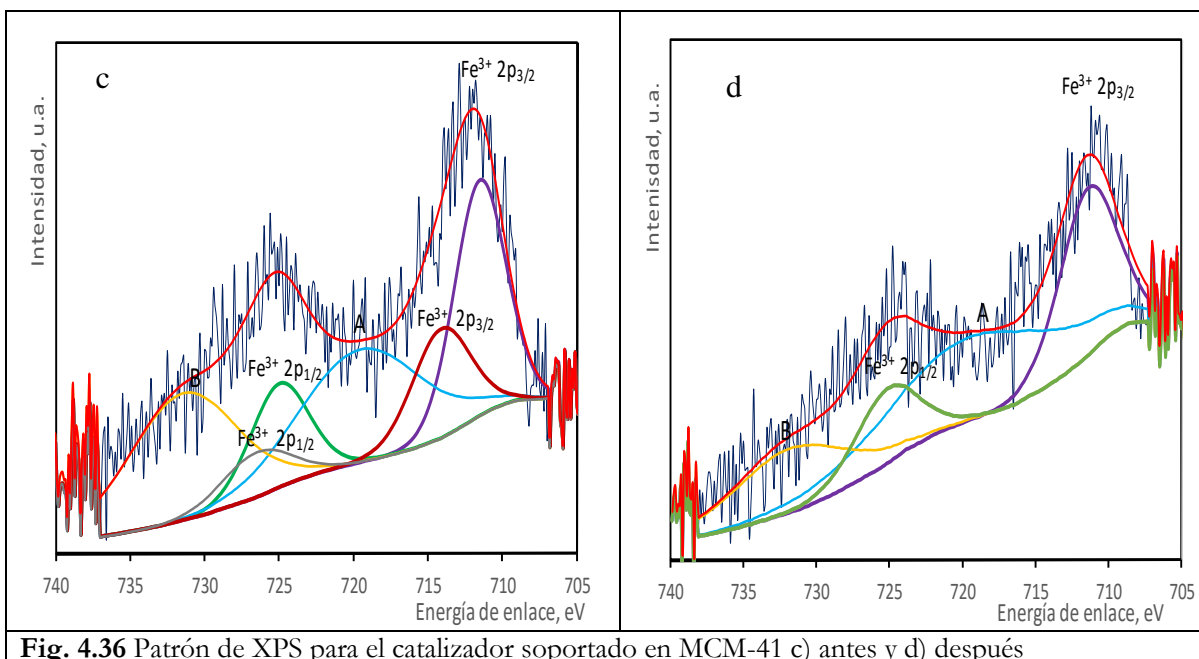 c
Fe³⁺ 2p₃/₂
Intensidad, u.a.
A
Fe³⁺ 2p₃/₂
Fe³⁺ 2p₁/₂
B
Fe³⁺ 2p₁/₂
740 735 730 725 720 715 710 705
Energía de enlace, eV
d
Fe³⁺ 2p₃/₂
Intenisdad, u.a.
A
Fe³⁺ 2p₁/₂
B
740 735 730 725 720 715 710 705
Energía de enlace, eV
Fig. 4.36 Patrón de XPS para el catalizador soportado en MCM-41 c) antes y d) después